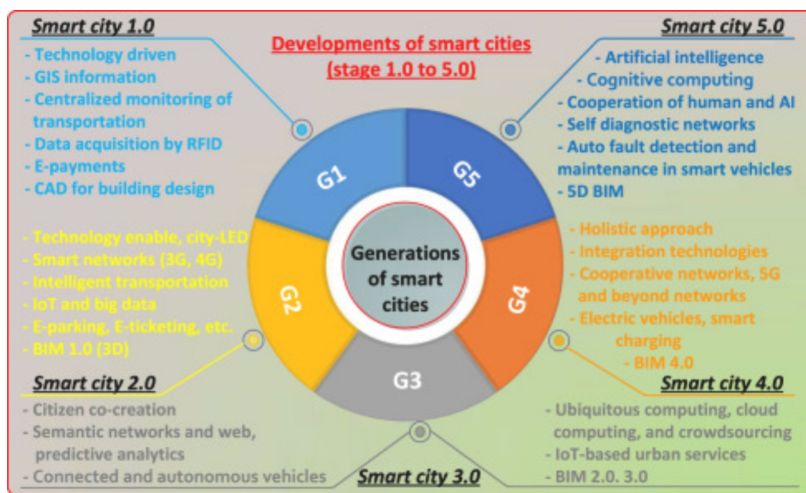 Smart city 1.0
- Technology driven
- GIS information
- Centralized monitoring of
transportation
- Data acquisition by RFID
- E-payments
- CAD for building design
Developments of smart cities
(stage 1.0 to 5.0)
Smart city 5.0
- Artificial intelligence
- Cognitive computing
- Cooperation of human and AI
- Self diagnostic networks
- Auto fault detection and
maintenance in smart vehicles
- 5D BIM
G1
G5
G2
G4
G3
Generations
of smart
cities
- Technology enable, city-LED
- Smart networks (3G, 4G)
- Intelligent transportation
- IoT and big data
- E-parking, E-ticketing, etc.
- BIM 1.0 (3D)
Smart city 2.0
- Holistic approach
- Integration technologies
- Cooperative networks, 5G
and beyond networks
- Electric vehicles, smart
charging
- BIM 4.0
Smart city 4.0
- Citizen co-creation
- Semantic networks and web,
predictive analytics
- Connected and autonomous vehicles
Smart city 3.0
- Ubiquitous computing, cloud
computing, and crowdsourcing
- IoT-based urban services
- BIM 2.0. 3.0